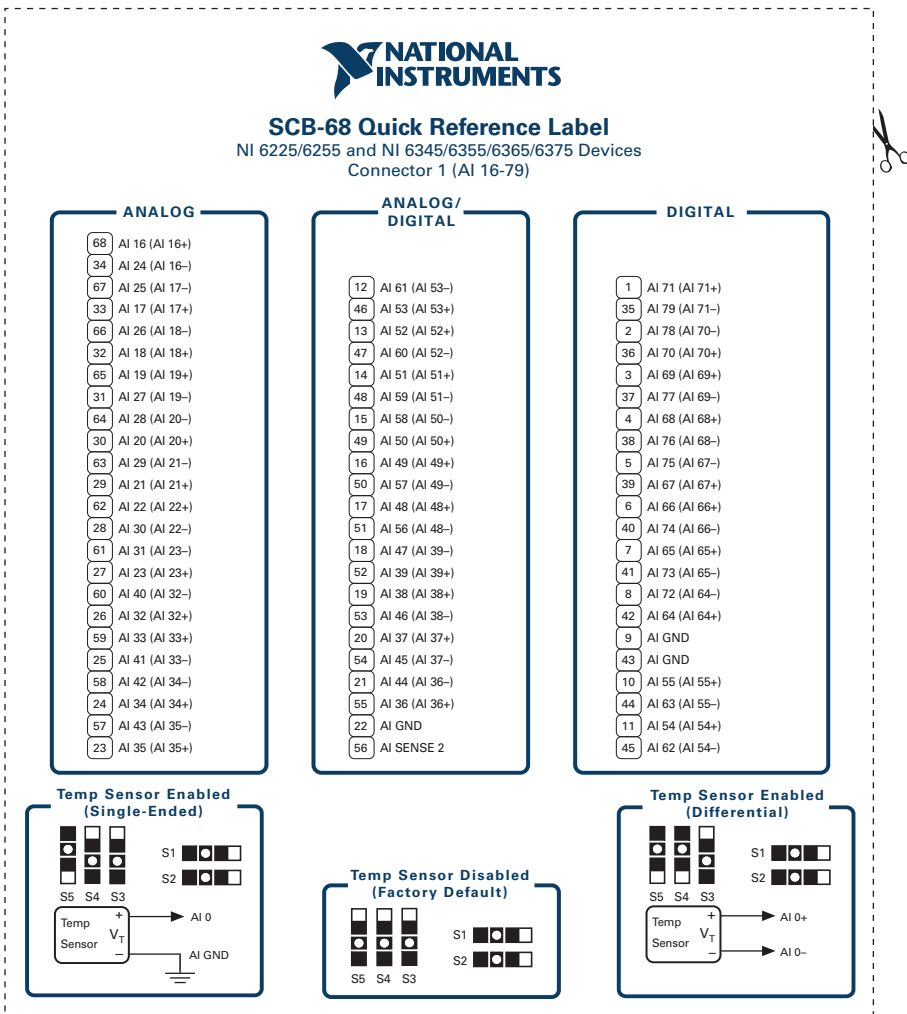 NATIONAL
INSTRUMENTS
SCB-68 Quick Reference Label
NI 6225/6255 and NI 6345/6355/6365/6375 Devices
Connector 1 (AI 16-79)
ANALOG
68 AI 16 (AI 16+)
34 AI 24 (AI 16–)
67 AI 25 (AI 17–)
33 AI 17 (AI 17+)
66 AI 26 (AI 18–)
32 AI 18 (AI 18+)
65 AI 19 (AI 19+)
31 AI 27 (AI 19–)
64 AI 28 (AI 20–)
30 AI 20 (AI 20+)
63 AI 29 (AI 21–)
29 AI 21 (AI 21+)
62 AI 22 (AI 22+)
28 AI 30 (AI 22–)
61 AI 31 (AI 23–)
27 AI 23 (AI 23+)
60 AI 40 (AI 32–)
26 AI 32 (AI 32+)
59 AI 33 (AI 33+)
25 AI 41 (AI 33–)
58 AI 42 (AI 34–)
24 AI 34 (AI 34+)
57 AI 43 (AI 35–)
23 AI 35 (AI 35+)
ANALOG/
DIGITAL
12 AI 61 (AI 53–)
46 AI 53 (AI 53+)
13 AI 52 (AI 52+)
47 AI 60 (AI 52–)
14 AI 51 (AI 51+)
48 AI 59 (AI 51–)
15 AI 58 (AI 50–)
49 AI 50 (AI 50+)
16 AI 49 (AI 49+)
50 AI 57 (AI 49–)
17 AI 48 (AI 48+)
51 AI 56 (AI 48–)
18 AI 47 (AI 39–)
52 AI 39 (AI 39+)
19 AI 38 (AI 38+)
53 AI 46 (AI 38–)
20 AI 37 (AI 37+)
54 AI 45 (AI 37–)
21 AI 44 (AI 36–)
55 AI 36 (AI 36+)
22 AI GND
56 AI SENSE 2
DIGITAL
1 AI 71 (AI 71+)
35 AI 79 (AI 71–)
2 AI 78 (AI 70–)
36 AI 70 (AI 70+)
3 AI 69 (AI 69+)
37 AI 77 (AI 69–)
4 AI 68 (AI 68+)
38 AI 76 (AI 68–)
5 AI 75 (AI 67–)
39 AI 67 (AI 67+)
6 AI 66 (AI 66+)
40 AI 74 (AI 66–)
7 AI 65 (AI 65+)
41 AI 73 (AI 65–)
8 AI 72 (AI 64–)
42 AI 64 (AI 64+)
9 AI GND
43 AI GND
10 AI 55 (AI 55+)
44 AI 63 (AI 55–)
11 AI 54 (AI 54+)
45 AI 62 (AI 54–)
Temp Sensor Enabled
(Single-Ended)
S1
S2
S5 S4 S3
Temp
Sensor
+
VT
–
AI 0
AI GND
Temp Sensor Disabled
(Factory Default)
S1
S2
S5 S4 S3
Temp Sensor Enabled
(Differential)
S1
S2
S5 S4 S3
Temp
Sensor
+
VT
–
AI 0+
AI 0–